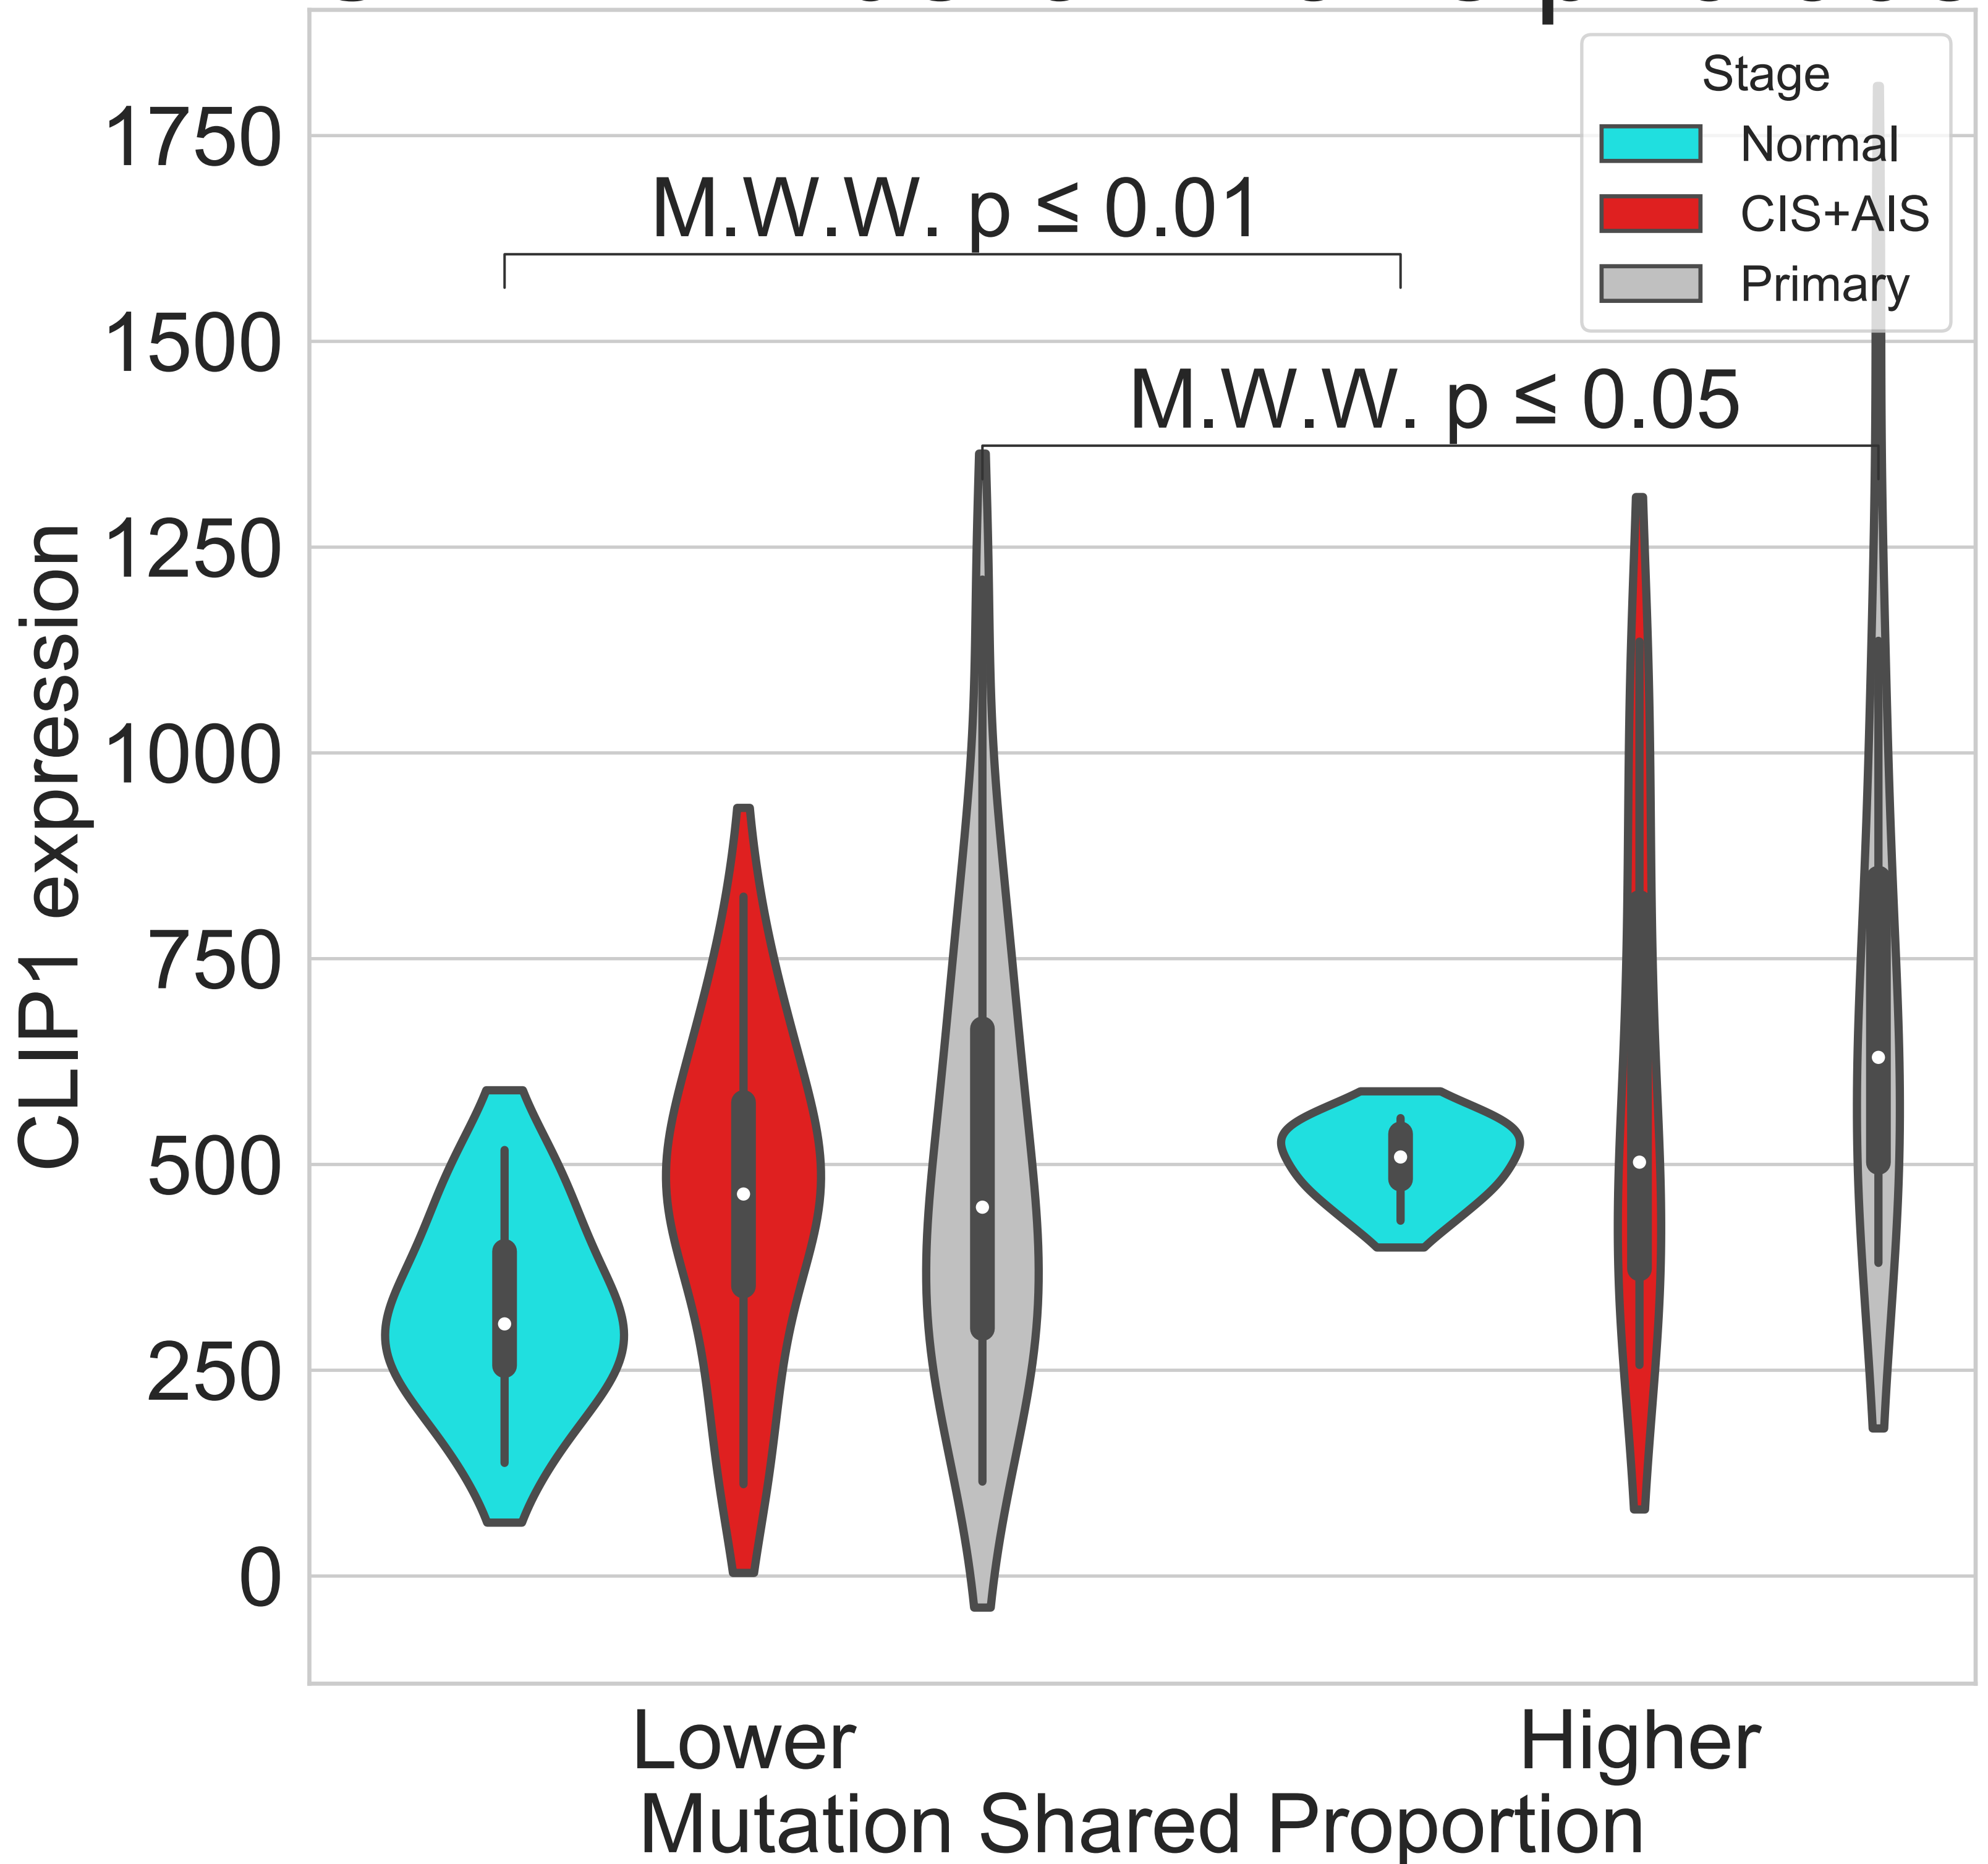 Stage
Normal
CIS+AIS
Primary
M.W.W. p ≤ 0.01
M.W.W. p ≤ 0.05
1750
1500
1250
1000
750
500
250
0
CLIP1 expression
Lower
Higher
Mutation Shared Proportion